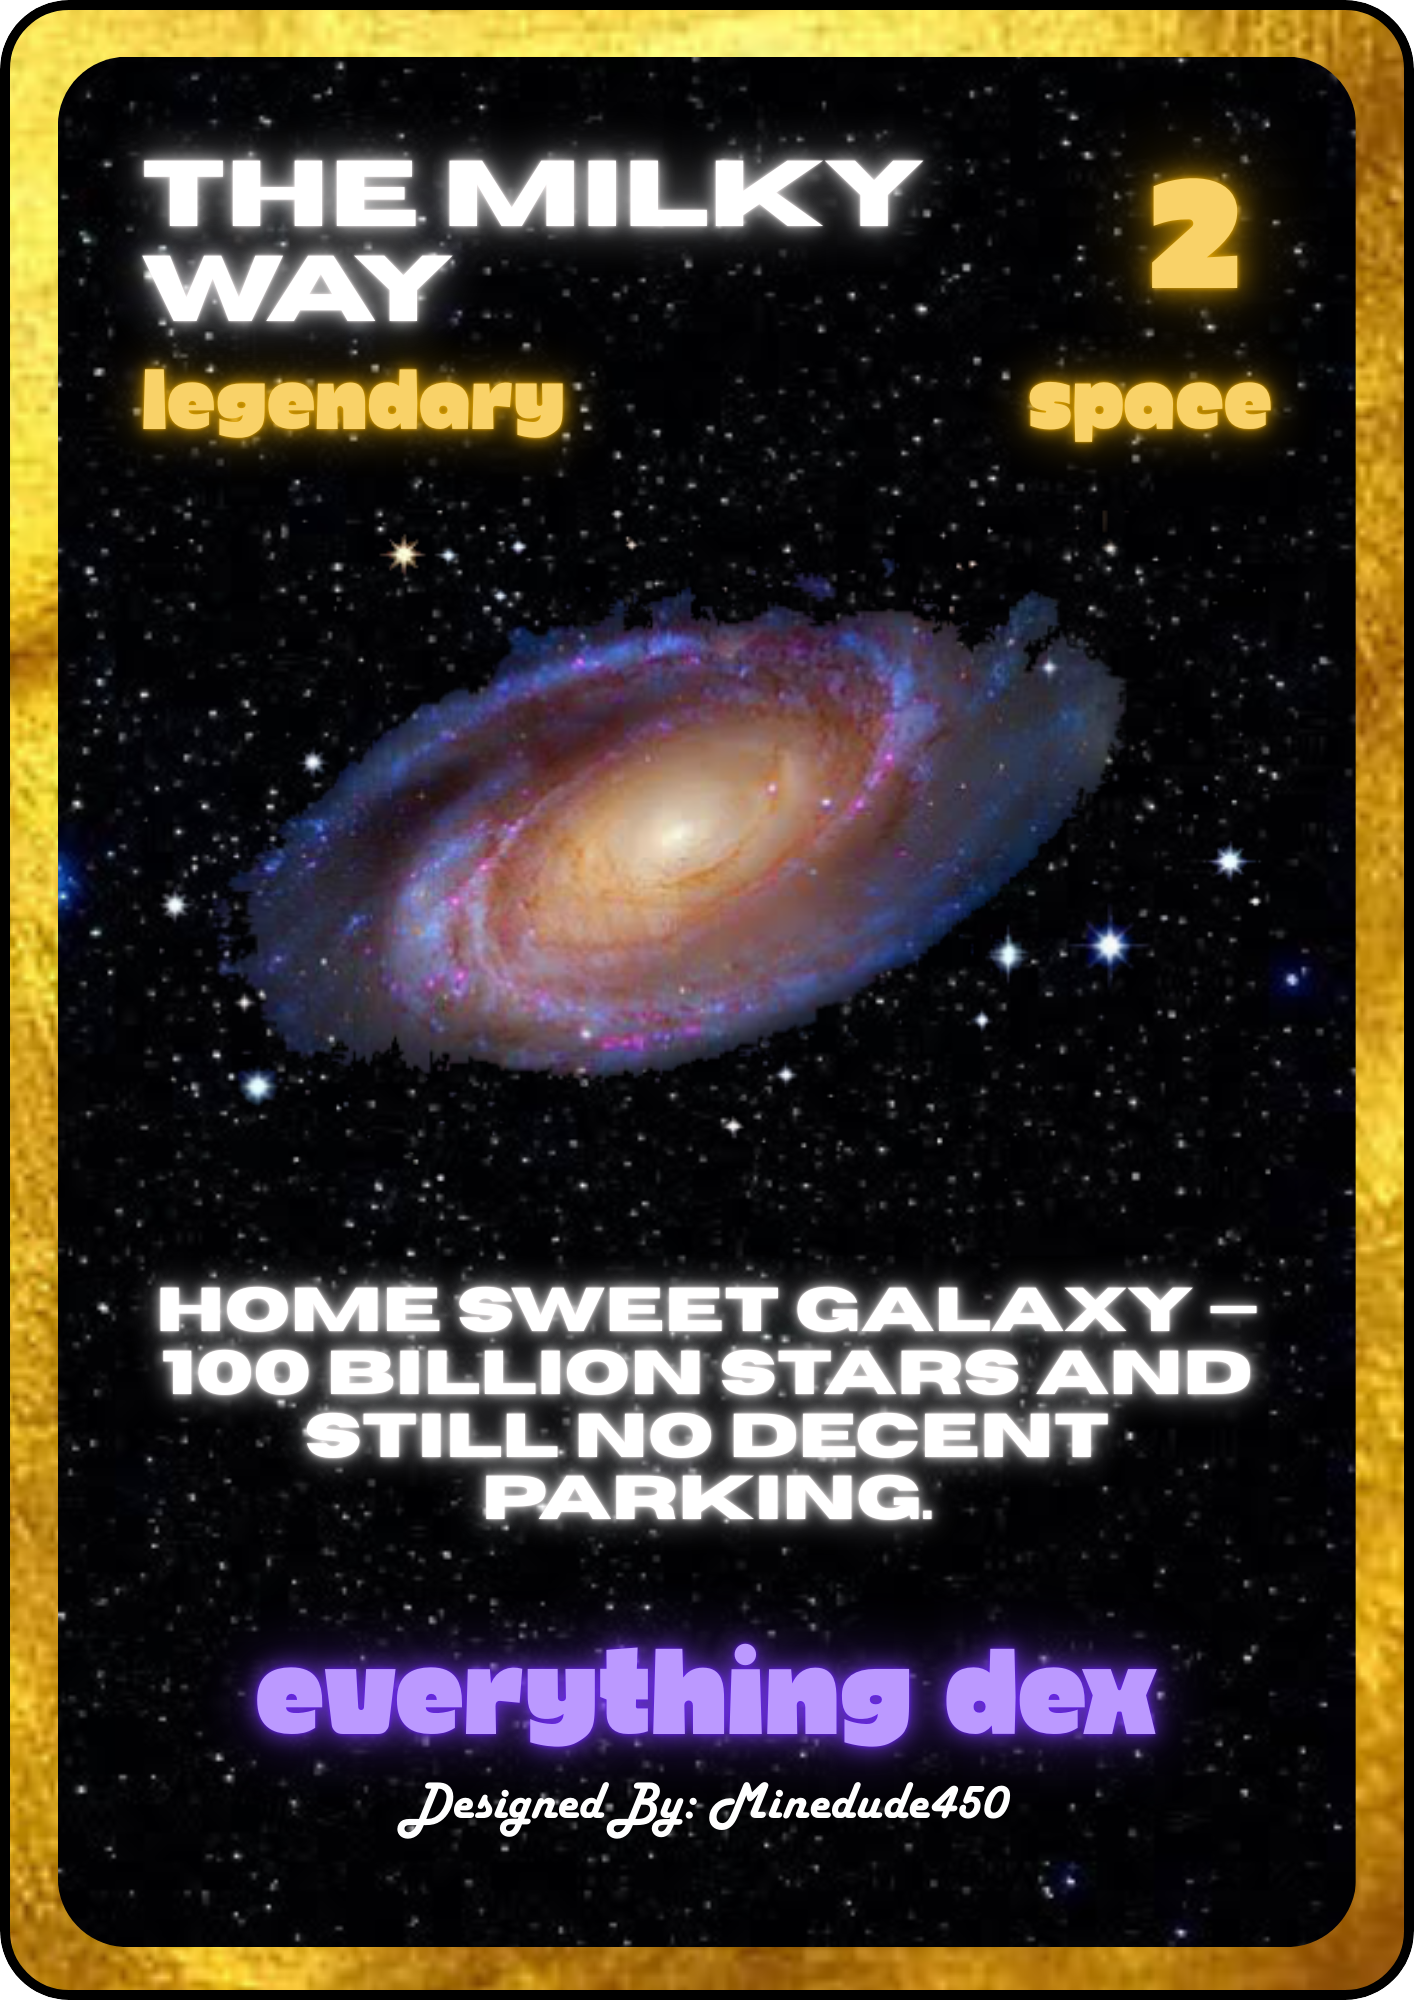 THE MILKY
WAY
2
legendary
space
HOME SWEET GALAXY –
100 BILLION STARS AND
STILL NO DECENT
PARKING.
everything dex
Designed By: Minedude450